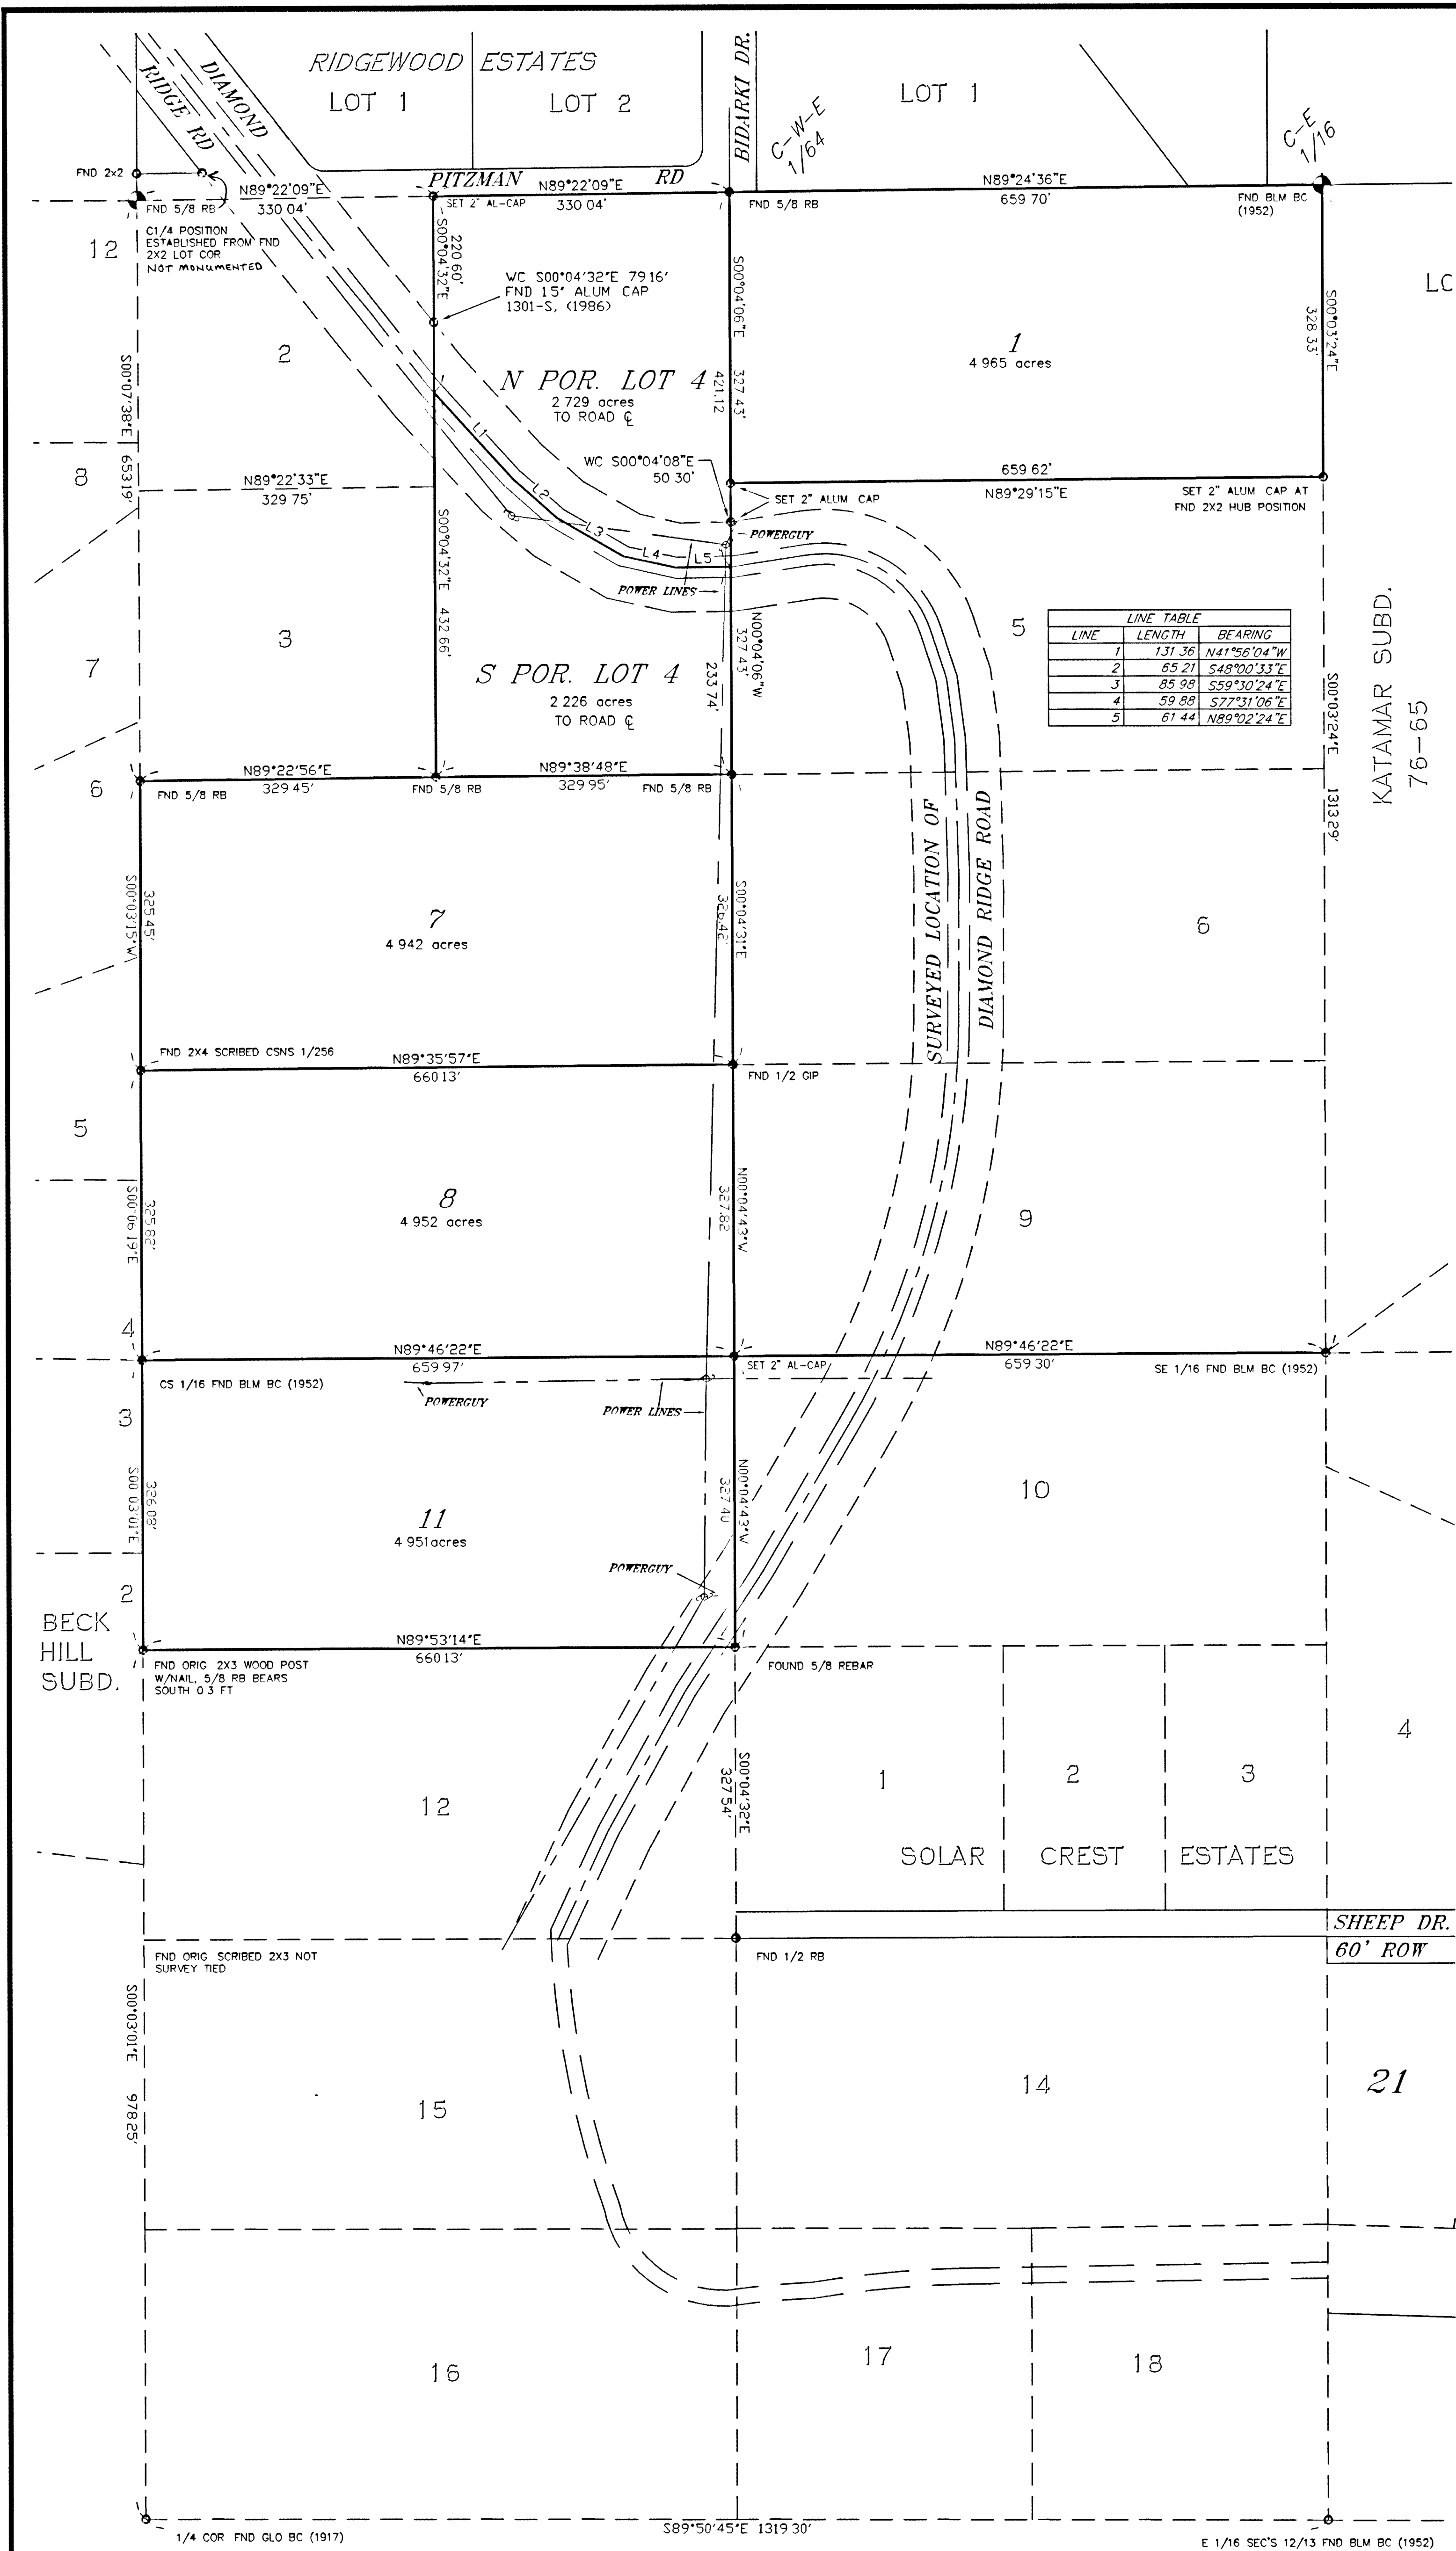 RIDGEWOOD ESTATES
LOT 1
LOT 2
LOT 1
DIAMOND
RIDGE RD
BIDARKI DR.
C-W-E
1/64
C-E
1/16
FND 2x2
PITZMAN RD
N89°22'09"E
330 04'
N89°22'09"E
330 04'
N89°24'36"E
659 70'
FND 5/8 RB
SET 2" AL-CAP
FND 5/8 RB
FND BLM BC
(1952)
C1/4 POSITION
ESTABLISHED FROM FND
2X2 LOT COR
NOT MONUMENTED
12
220 60'
S00°04'32"E
WC S00°04'32"E 79 16'
FND 1 5" ALUM CAP
1301-S, (1986)
S00°04'06"E 327 43'
421.12
S00°03'24"E
328 33'
LC
2
1
4 965 acres
N POR. LOT 4
2 729 acres
TO ROAD ℄
S00°07'38"E 653 19'
8
N89°22'33"E
329 75'
WC S00°04'08"E
50 30'
SET 2" ALUM CAP
659 62'
N89°29'15"E
SET 2" ALUM CAP AT
FND 2X2 HUB POSITION
L1
L2
L3
L4
L5
POWERGUY
POWER LINES
S00°04'32"E 432 66'
N00°04'06"W
327 43'
233.74'
7
3
S POR. LOT 4
2 226 acres
TO ROAD ℄
5
LINE TABLE
LINE LENGTH BEARING
1 131 36 N41°56'04"W
2 65 21 S48°00'33"E
3 85 98 S59°30'24"E
4 59 88 S77°31'06"E
5 61 44 N89°02'24"E
S00°03'24"E 1313 29'
KATAMAR SUBD.
76-65
6
N89°22'56"E
329 45'
N89°38'48"E
329 95'
FND 5/8 RB
FND 5/8 RB
FND 5/8 RB
325 45'
S00°03'15"W
7
4 942 acres
S00°04'31"E
326.42'
SURVEYED LOCATION OF
DIAMOND RIDGE ROAD
6
FND 2X4 SCRIBED CSNS 1/256
N89°35'57"E
660 13'
FND 1/2 GIP
5
325 82'
S00°06'19"E
8
4 952 acres
N00°04'43"W
327.82
9
4
N89°46'22"E
659 97'
SET 2" AL-CAP
N89°46'22"E
659 30'
CS 1/16 FND BLM BC (1952)
SE 1/16 FND BLM BC (1952)
POWERGUY
POWER LINES
3
326.08'
S00 03'01"E
11
4 951 acres
N00°04'43"W
327.40
10
POWERGUY
2
BECK
HILL
SUBD.
N89°53'14"E
660 13'
FND ORIG 2X3 WOOD POST
W/NAIL, 5/8 RB BEARS
SOUTH 0 3 FT
FOUND 5/8 REBAR
4
12
S00°04'32"E
327 54'
1
2
3
SOLAR CREST ESTATES
SHEEP DR.
60' ROW
FND ORIG SCRIBED 2X3 NOT
SURVEY TIED
FND 1/2 RB
S00°03'01"E 978 25'
15
14
21
16
17
18
S89°50'45"E 1319 30'
1/4 COR FND GLO BC (1917)
E 1/16 SEC'S 12/13 FND BLM BC (1952)